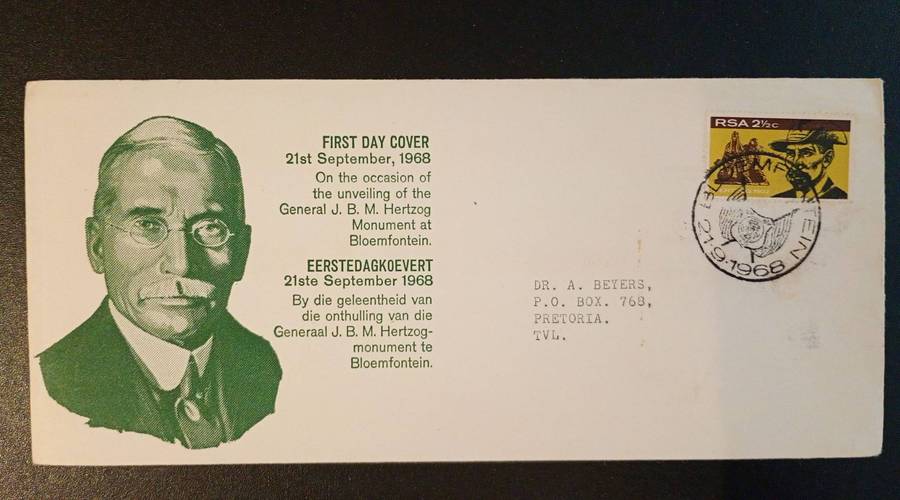 FIRST DAY COVER
21st September, 1968
On the occasion of
the unveiling of the
General J. B. M. Hertzog
Monument at
Bloemfontein.
EERSTEDAGKOEVERT
21ste September 1968
By die geleentheid van
die onthulling van die
Generaal J. B. M. Hertzog-
monument te
Bloemfontein.
RSA 2½c
BLOEMFONTEIN
21.9.1968
DR. A. BEYERS,
P.O. BOX. 768,
PRETORIA.
TVL.